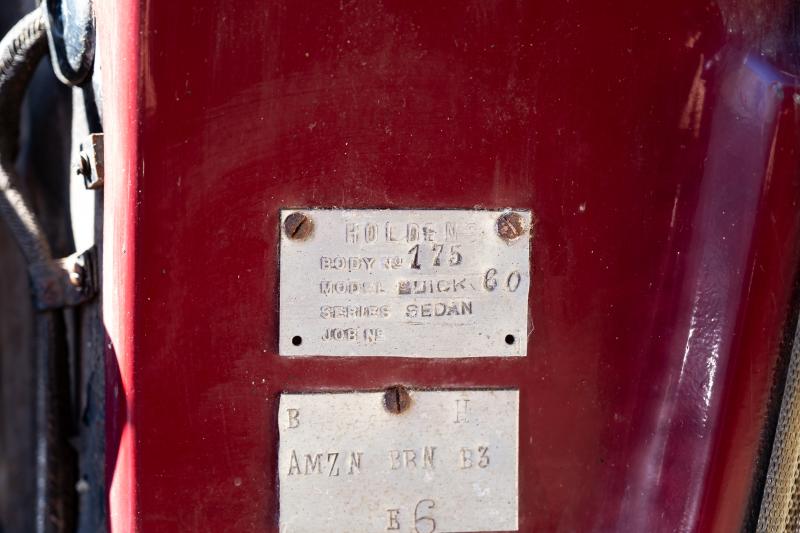 HOLDEN
BODY No 175
MODEL BUICK 60
SERIES SEDAN
JOB No
B H
AMZN BRN B3
E 6